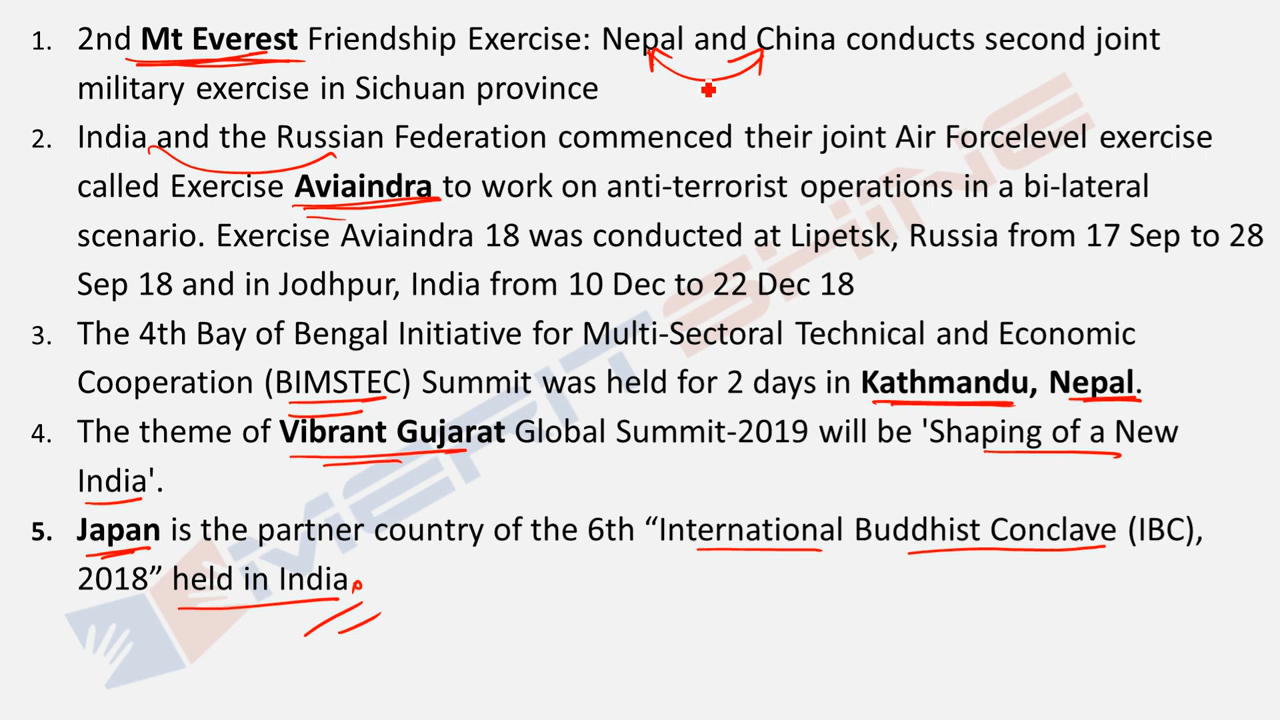 1. 2nd Mt Everest Friendship Exercise: Nepal and China conducts second joint
military exercise in Sichuan province
2. India and the Russian Federation commenced their joint Air Forcelevel exercise
called Exercise Aviaindra to work on anti-terrorist operations in a bi-lateral
scenario. Exercise Aviaindra 18 was conducted at Lipetsk, Russia from 17 Sep to 28
Sep 18 and in Jodhpur, India from 10 Dec to 22 Dec 18
3. The 4th Bay of Bengal Initiative for Multi-Sectoral Technical and Economic
Cooperation (BIMSTEC) Summit was held for 2 days in Kathmandu, Nepal.
4. The theme of Vibrant Gujarat Global Summit-2019 will be 'Shaping of a New
India'.
5. Japan is the partner country of the 6th “International Buddhist Conclave (IBC),
2018” held in India.
MERIT SHINE